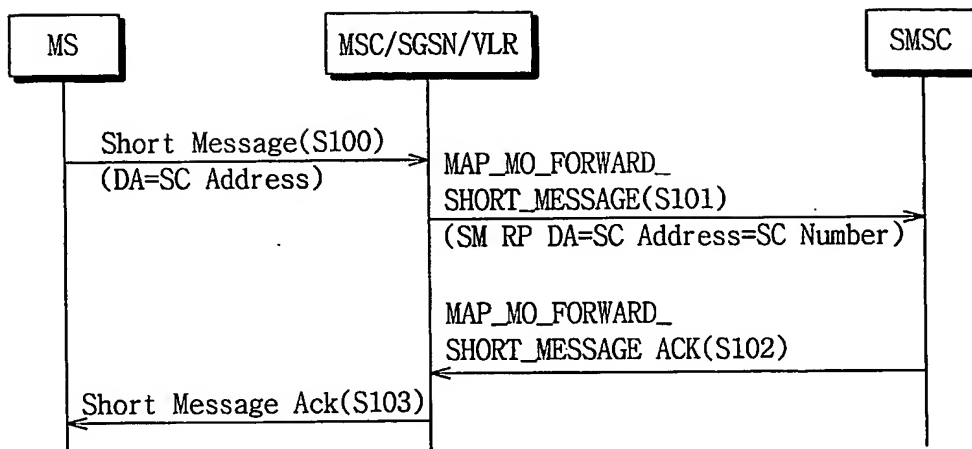 MS
MSC/SGSN/VLR
SMSC
Short Message(S100)
(DA=SC Address)
MAP_MO_FORWARD_
SHORT_MESSAGE(S101)
(SM RP DA=SC Address=SC Number)
MAP_MO_FORWARD_
SHORT_MESSAGE ACK(S102)
Short Message Ack(S103)